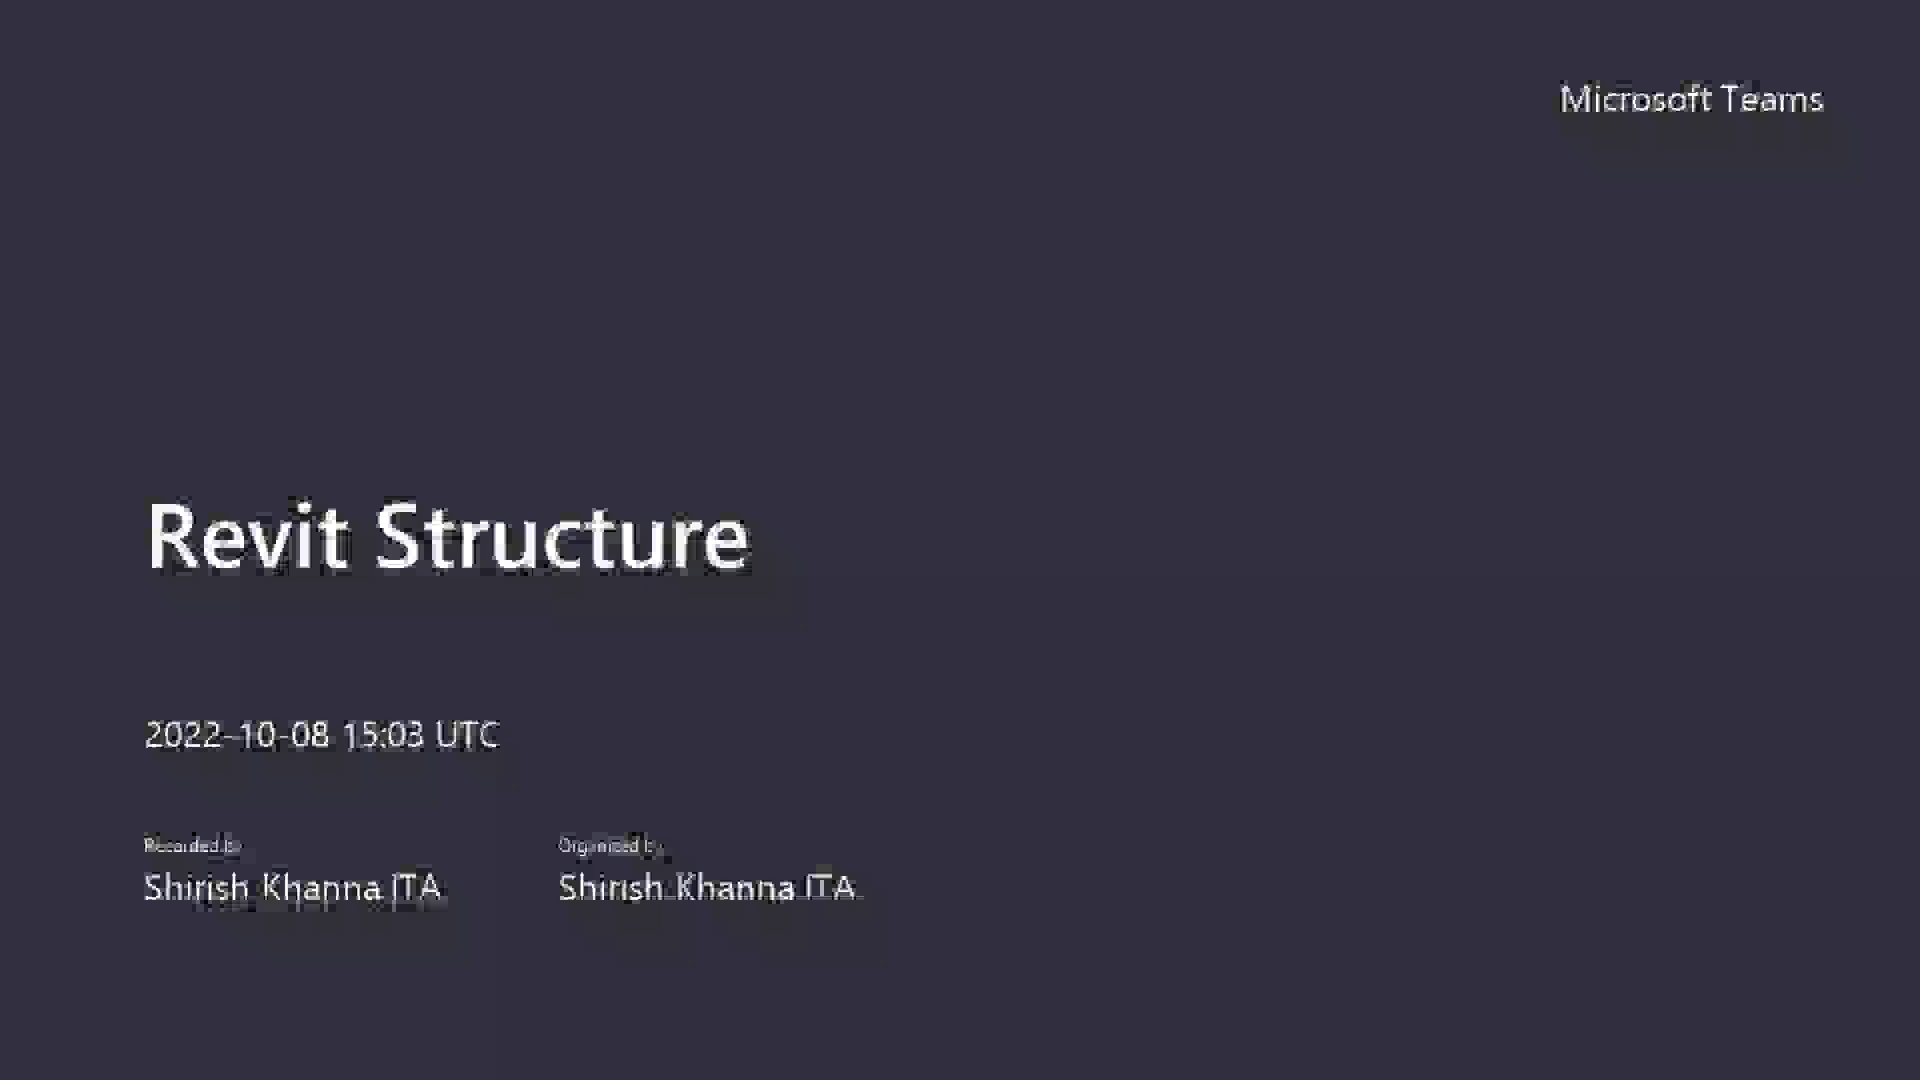 Microsoft Teams
Revit Structure
2022-10-08 15:03 UTC
Recorded by
Organized by
Shirish Khanna ITA
Shirish Khanna ITA